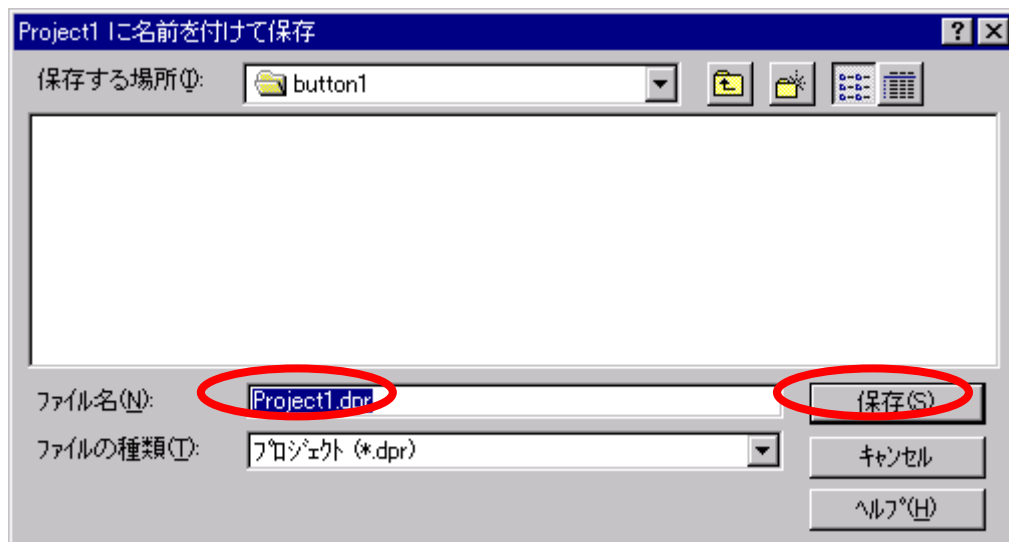 Project1 に名前を付けて保存
保存する場所(I):
button1
ファイル名(N):
Project1.dpr
保存(S)
ファイルの種類(T):
プロジェクト (*.dpr)
キャンセル
ヘルプ(H)